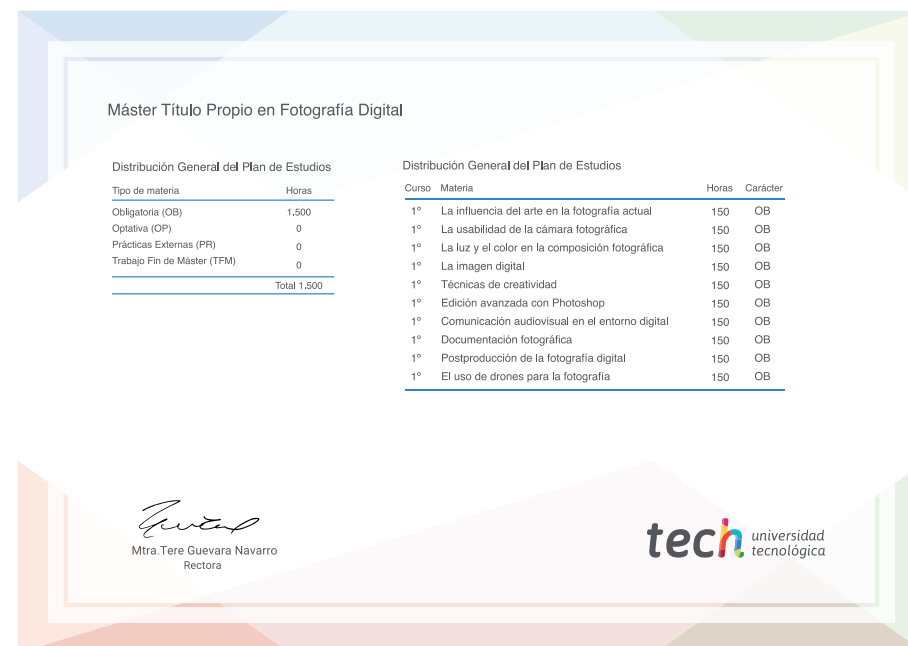 Máster Título Propio en Fotografía Digital
Distribución General del Plan de Estudios
Tipo de materia Horas
Obligatoria (OB) 1.500
Optativa (OP) 0
Prácticas Externas (PR) 0
Trabajo Fin de Máster (TFM) 0
Total 1.500
Distribución General del Plan de Estudios
Curso Materia Horas Carácter
1º La influencia del arte en la fotografía actual 150 OB
1º La usabilidad de la cámara fotográfica 150 OB
1º La luz y el color en la composición fotográfica 150 OB
1º La imagen digital 150 OB
1º Técnicas de creatividad 150 OB
1º Edición avanzada con Photoshop 150 OB
1º Comunicación audiovisual en el entorno digital 150 OB
1º Documentación fotográfica 150 OB
1º Postproducción de la fotografía digital 150 OB
1º El uso de drones para la fotografía 150 OB
Mtra.Tere Guevara Navarro
Rectora
tech universidad
tecnológica